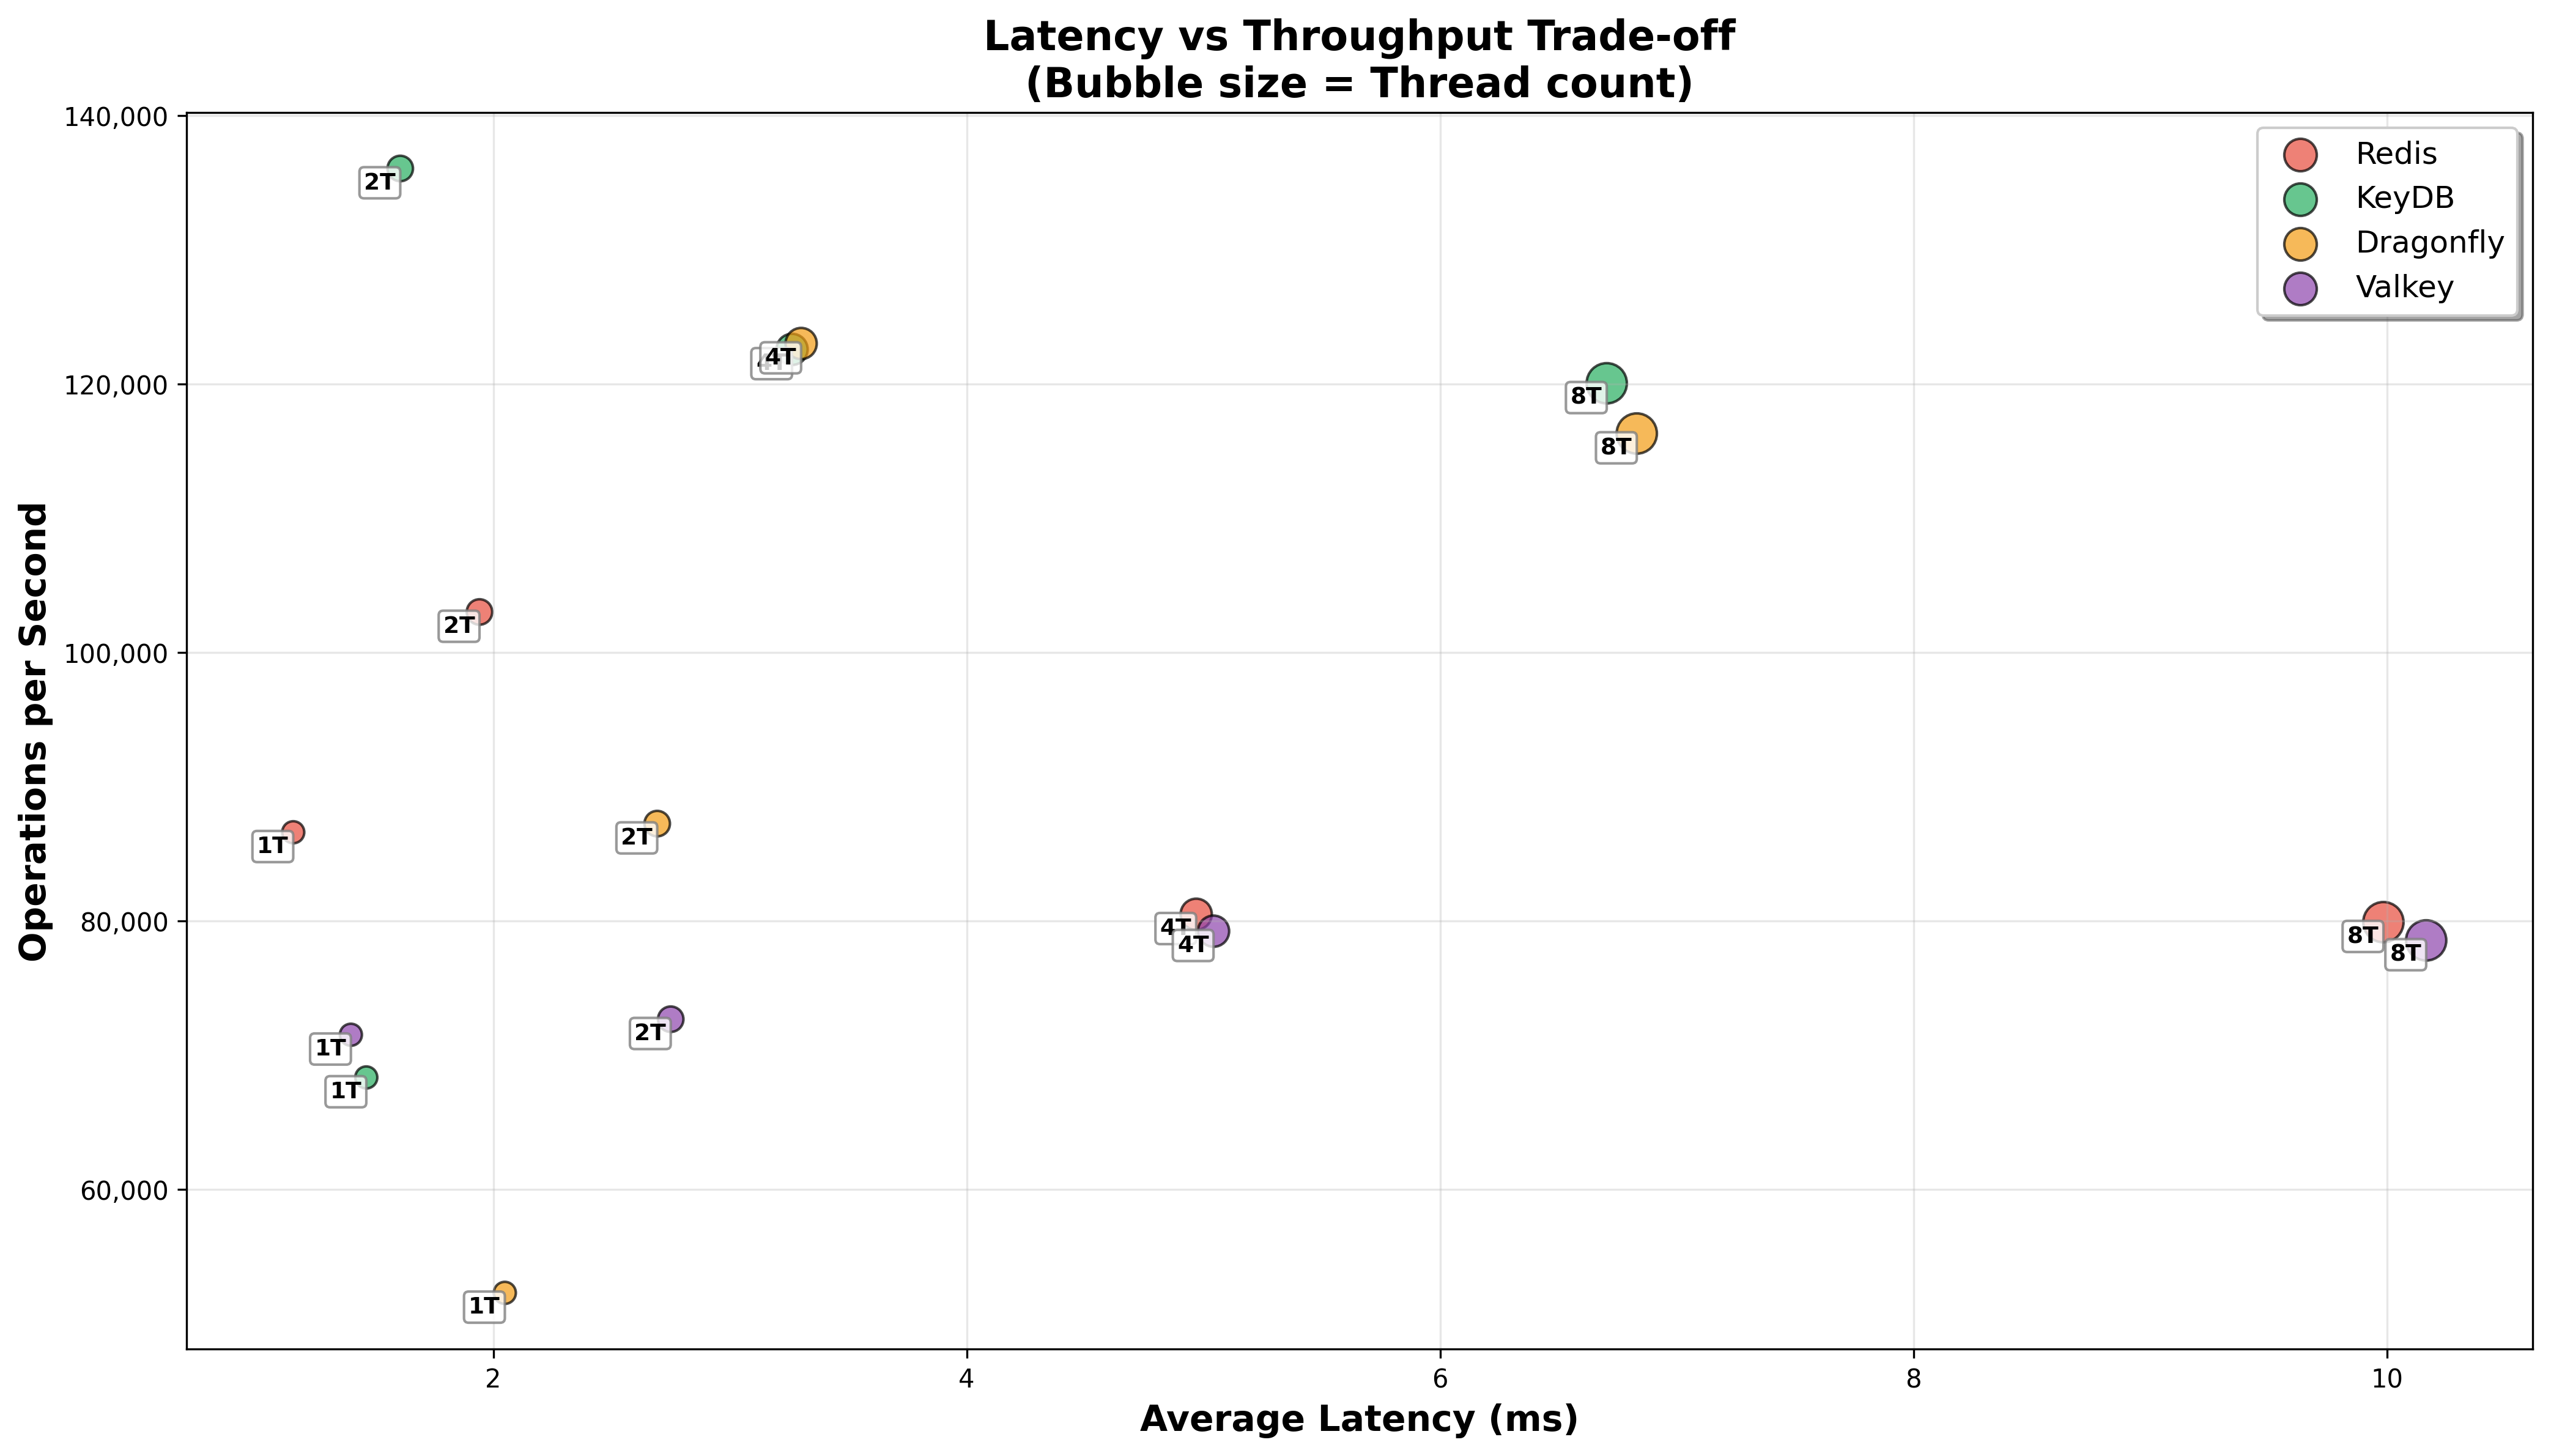 Latency vs Throughput Trade-off
(Bubble size = Thread count)
140,000
120,000
100,000
80,000
60,000
Operations per Second
2
4
6
8
10
Average Latency (ms)
Redis
KeyDB
Dragonfly
Valkey
2T
4T
8T
8T
2T
1T
2T
4T
4T
8T
8T
1T
2T
1T
1T